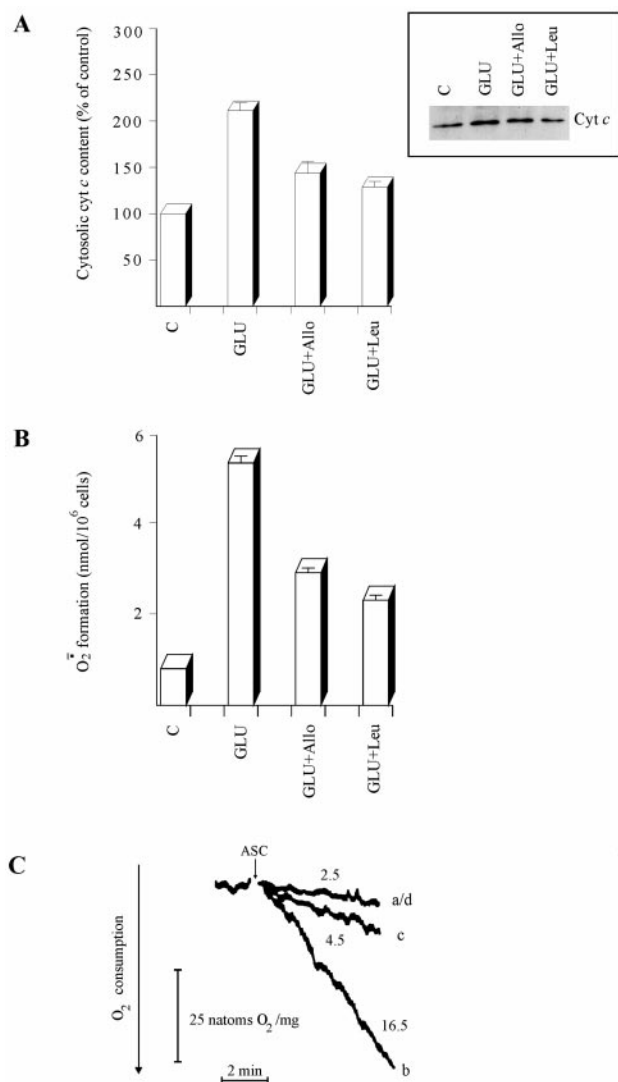 A
Cytosolic cyt c content (% of control)
300
250
200
150
100
50
C
GLU
GLU+Allo
GLU+Leu
C
GLU
GLU+Allo
GLU+Leu
Cyt c
B
O₂⁻• formation (nmol/10⁶ cells)
6
4
2
C
GLU
GLU+Allo
GLU+Leu
C
O₂ consumption
ASC
2.5
a/d
c
4.5
25 natoms O₂/mg
16.5
b
2 min